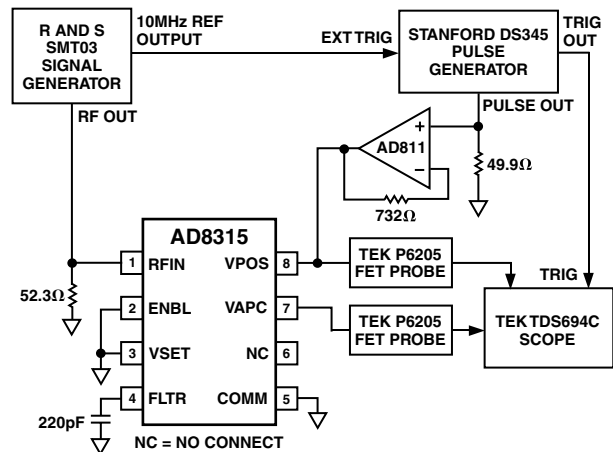 R AND S
SMT03
SIGNAL
GENERATOR
10MHz REF
OUTPUT
EXT TRIG
STANFORD DS345
PULSE
GENERATOR
TRIG
OUT
RF OUT
PULSE OUT
+
AD811
–
49.9Ω
732Ω
AD8315
1 RFIN
VPOS 8
52.3Ω
2 ENBL
VAPC 7
3 VSET
NC 6
4 FLTR
COMM 5
220pF
NC = NO CONNECT
TEK P6205
FET PROBE
TRIG
TEK P6205
FET PROBE
TEK TDS694C
SCOPE